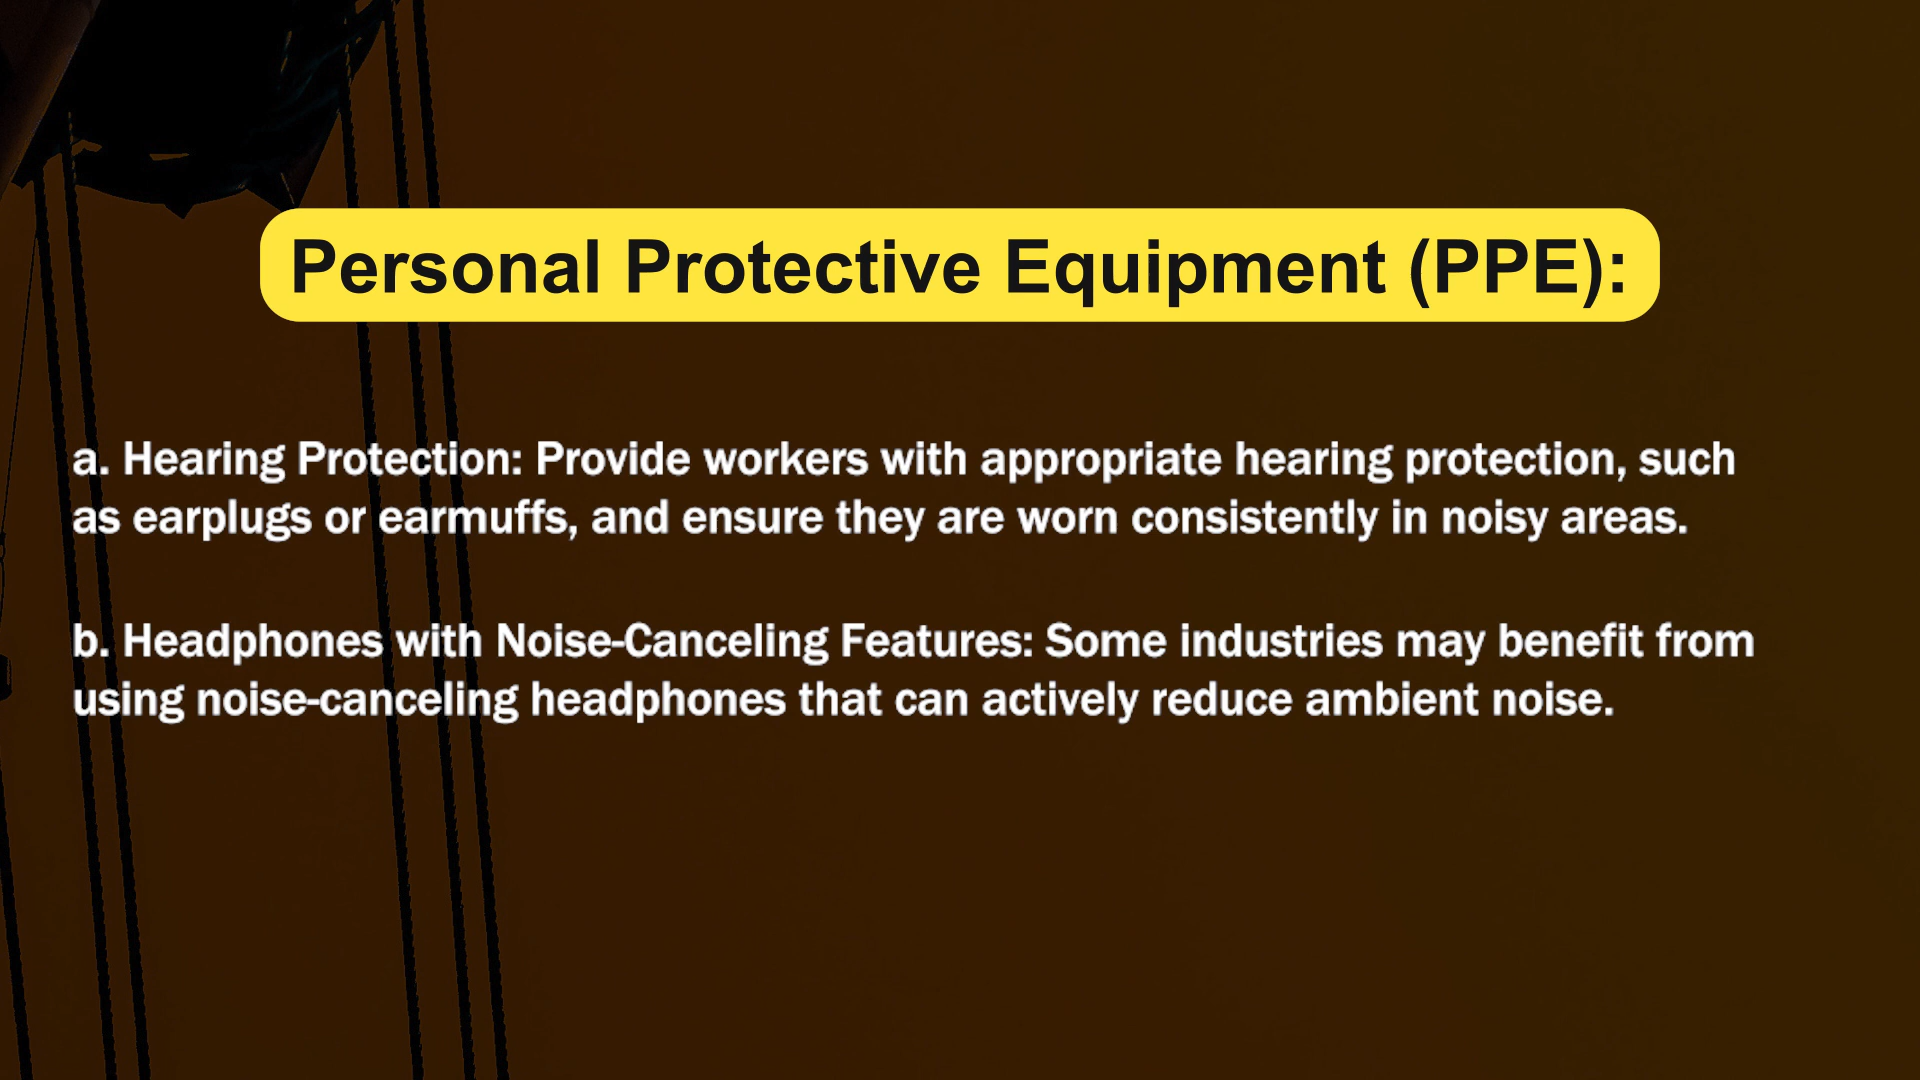 Personal Protective Equipment (PPE):
a. Hearing Protection: Provide workers with appropriate hearing protection, such
as earplugs or earmuffs, and ensure they are worn consistently in noisy areas.
b. Headphones with Noise-Canceling Features: Some industries may benefit from
using noise-canceling headphones that can actively reduce ambient noise.